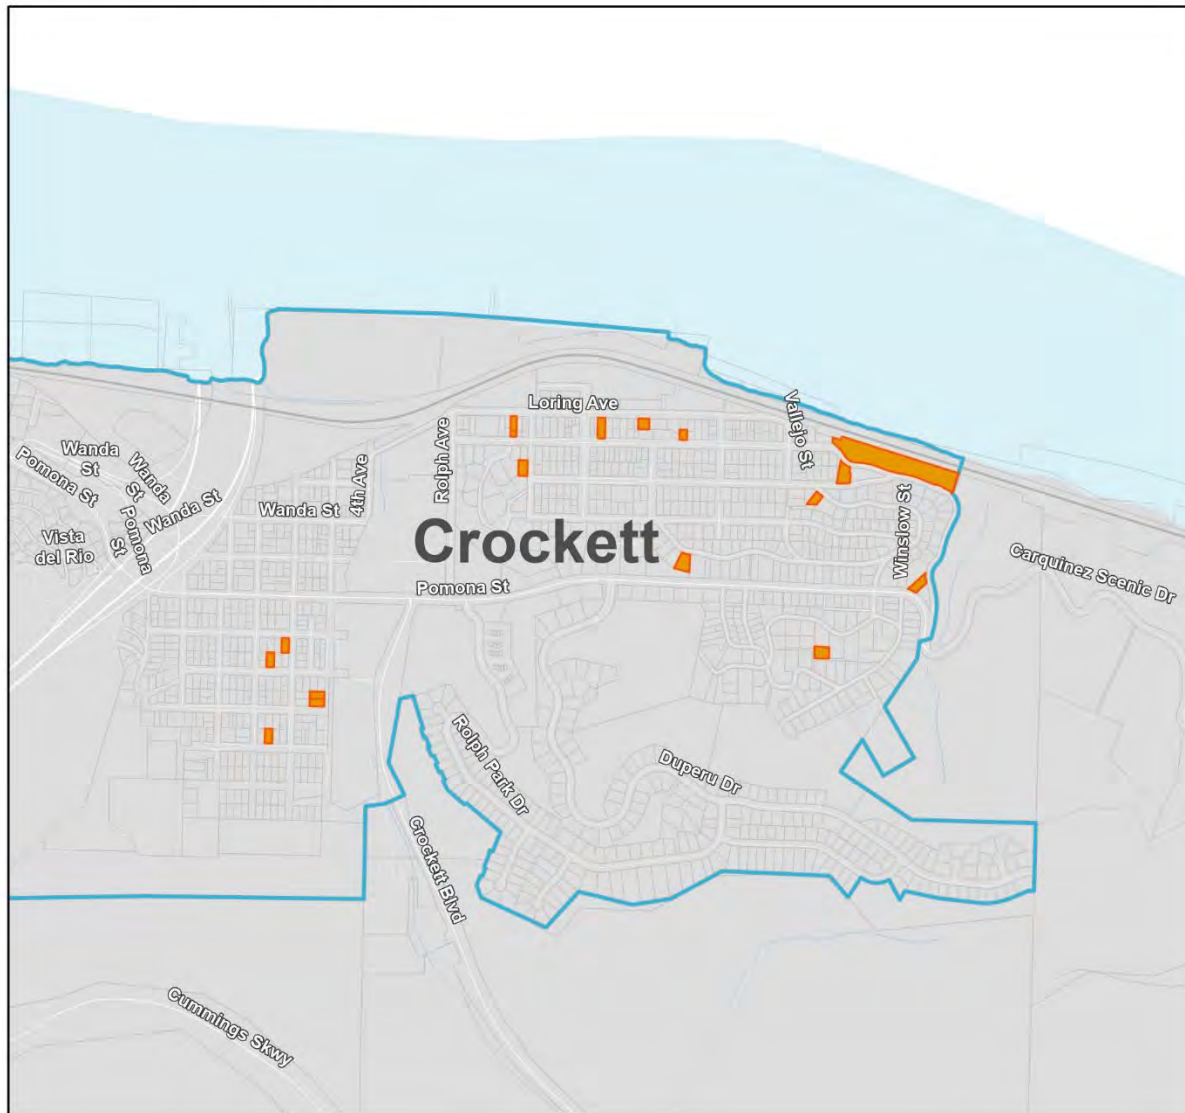 Loring Ave
Vallejo St
Rolph Ave
4th Ave
Wanda
St
Wanda
St
Pomona St
Wanda St
Wanda St
Pomona
St
Vista
del Rio
Crockett
Winslow St
Carquinez Scenic Dr
Pomona St
Rolph Park Dr
Duperu Dr
Crockett Blvd
Cummings Skwy